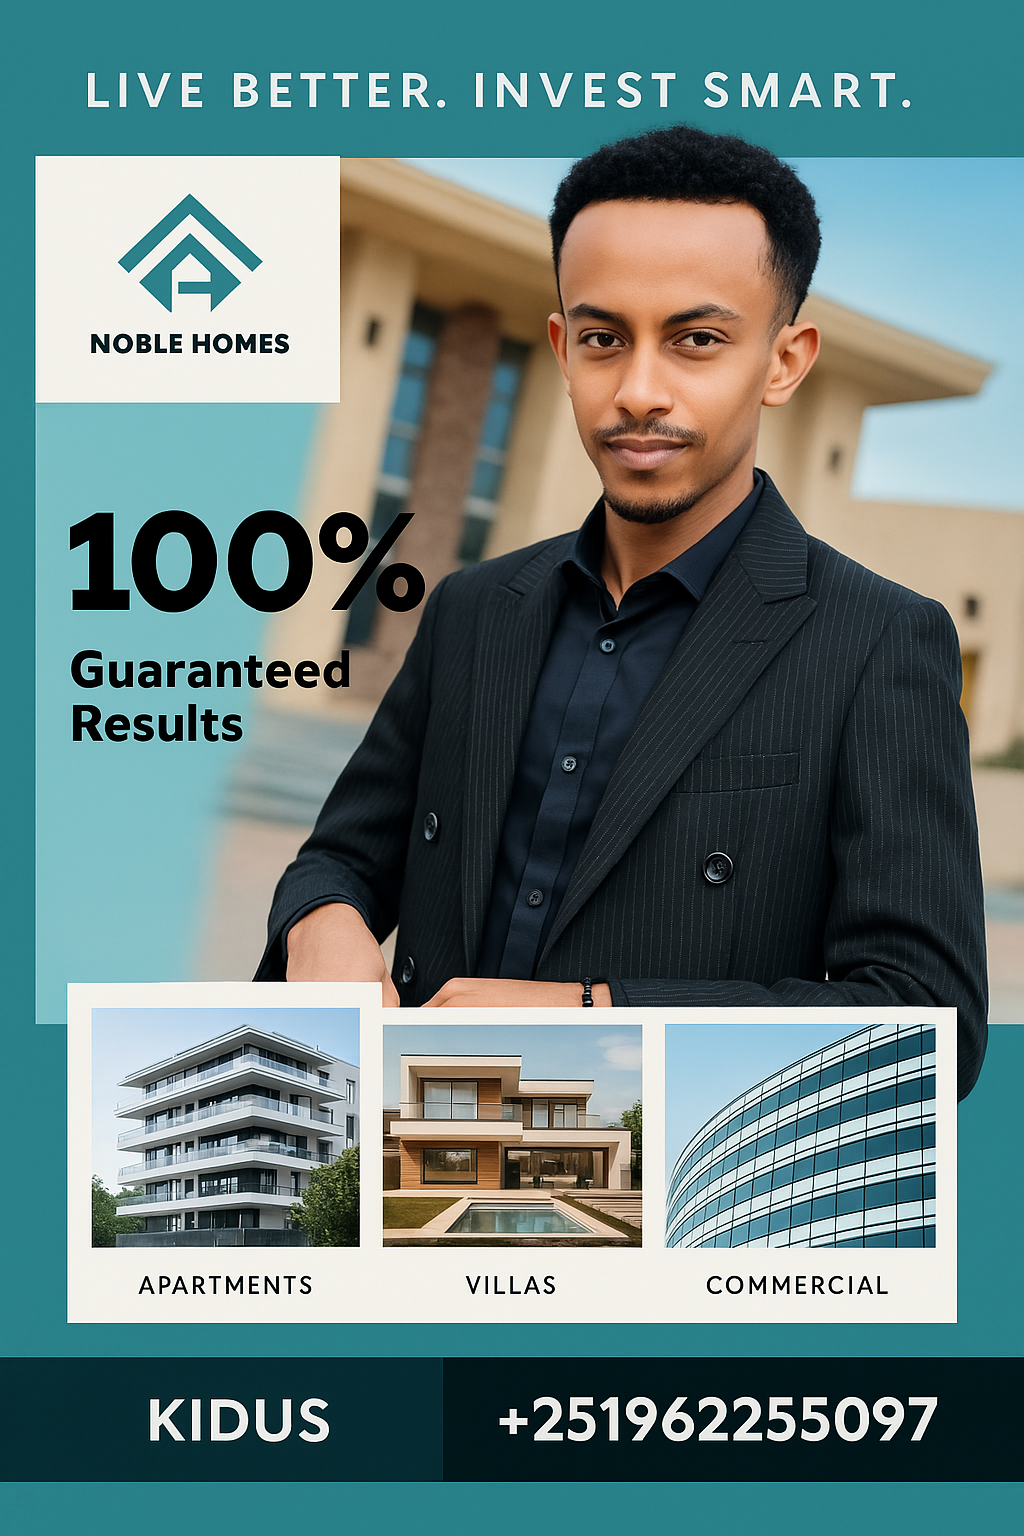 LIVE BETTER. INVEST SMART.
NOBLE HOMES
100%
Guaranteed
Results
APARTMENTS
VILLAS
COMMERCIAL
KIDUS
+251962255097